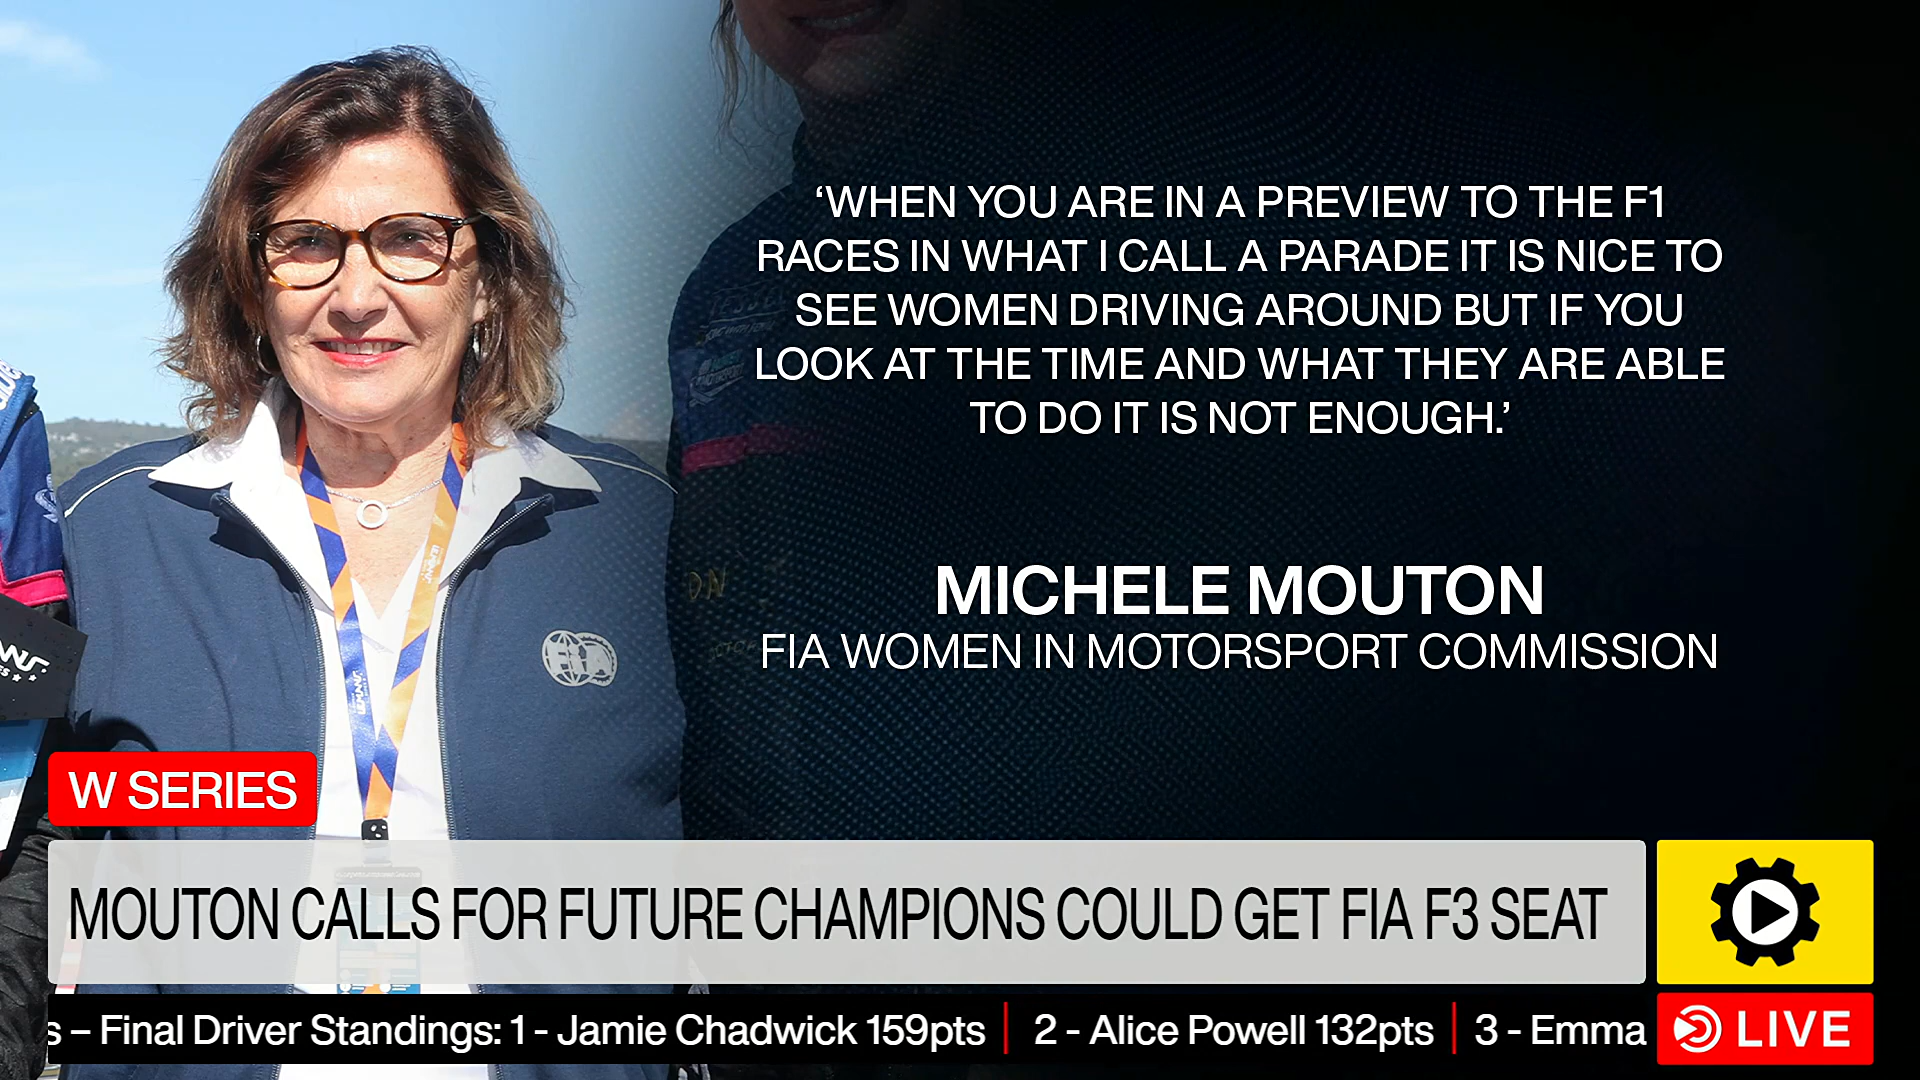 ‘WHEN YOU ARE IN A PREVIEW TO THE F1
RACES IN WHAT I CALL A PARADE IT IS NICE TO
SEE WOMEN DRIVING AROUND BUT IF YOU
LOOK AT THE TIME AND WHAT THEY ARE ABLE
TO DO IT IS NOT ENOUGH.’
MICHELE MOUTON
FIA WOMEN IN MOTORSPORT COMMISSION
FIA
W SERIES
MOUTON CALLS FOR FUTURE CHAMPIONS COULD GET FIA F3 SEAT
s – Final Driver Standings: 1 - Jamie Chadwick 159pts | 2 - Alice Powell 132pts | 3 - Emma
LIVE